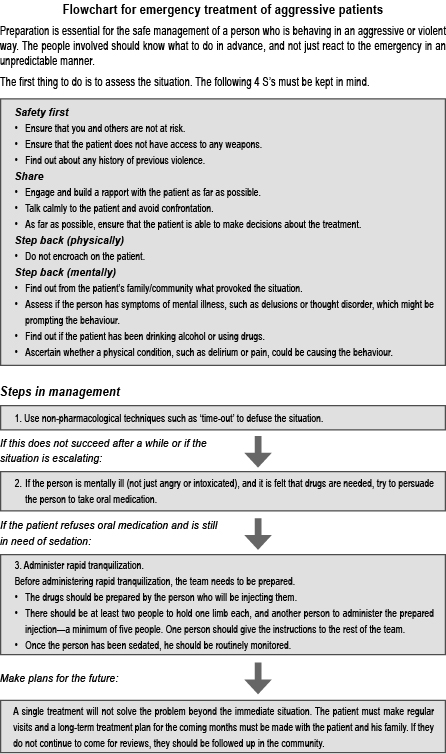 Flowchart for emergency treatment of aggressive patients
Preparation is essential for the safe management of a person who is behaving in an aggressive or violent
way. The people involved should know what to do in advance, and not just react to the emergency in an
unpredictable manner.
The first thing to do is to assess the situation. The following 4 S's must be kept in mind.
Safety first
• Ensure that you and others are not at risk.
• Ensure that the patient does not have access to any weapons.
• Find out about any history of previous violence.
Share
• Engage and build a rapport with the patient as far as possible.
• Talk calmly to the patient and avoid confrontation.
• As far as possible, ensure that the patient is able to make decisions about the treatment.
Step back (physically)
• Do not encroach on the patient.
Step back (mentally)
• Find out from the patient's family/community what provoked the situation.
• Assess if the person has symptoms of mental illness, such as delusions or thought disorder, which might be
prompting the behaviour.
• Find out if the patient has been drinking alcohol or using drugs.
• Ascertain whether a physical condition, such as delirium or pain, could be causing the behaviour.
Steps in management
1. Use non-pharmacological techniques such as 'time-out' to defuse the situation.
If this does not succeed after a while or if the
situation is escalating:
2. If the person is mentally ill (not just angry or intoxicated), and it is felt that drugs are needed, try to persuade
the person to take oral medication.
If the patient refuses oral medication and is still
in need of sedation:
3. Administer rapid tranquilization.
Before administering rapid tranquilization, the team needs to be prepared.
• The drugs should be prepared by the person who will be injecting them.
• There should be at least two people to hold one limb each, and another person to administer the prepared
injection—a minimum of five people. One person should give the instructions to the rest of the team.
• Once the person has been sedated, he should be routinely monitored.
Make plans for the future:
A single treatment will not solve the problem beyond the immediate situation. The patient must make regular
visits and a long-term treatment plan for the coming months must be made with the patient and his family. If they
do not continue to come for reviews, they should be followed up in the community.